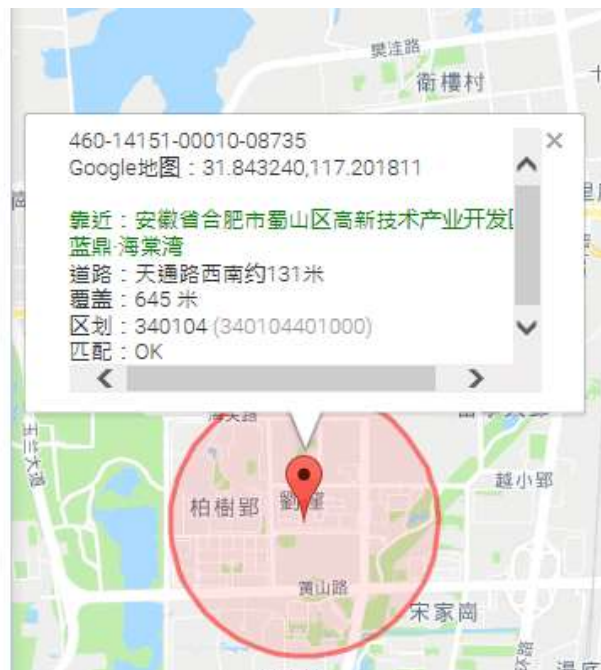 樊洼路
衛樓村
460-14151-00010-08735
Google地图：31.843240,117.201811
靠近：安徽省合肥市蜀山区高新技术产业开发
蓝鼎·海棠湾
道路：天通路西南约131米
覆盖：645 米
区划：340104 (340104401000)
匹配：OK
玉兰大道
柏樹郢
越小郢
黄山路
宋家崗